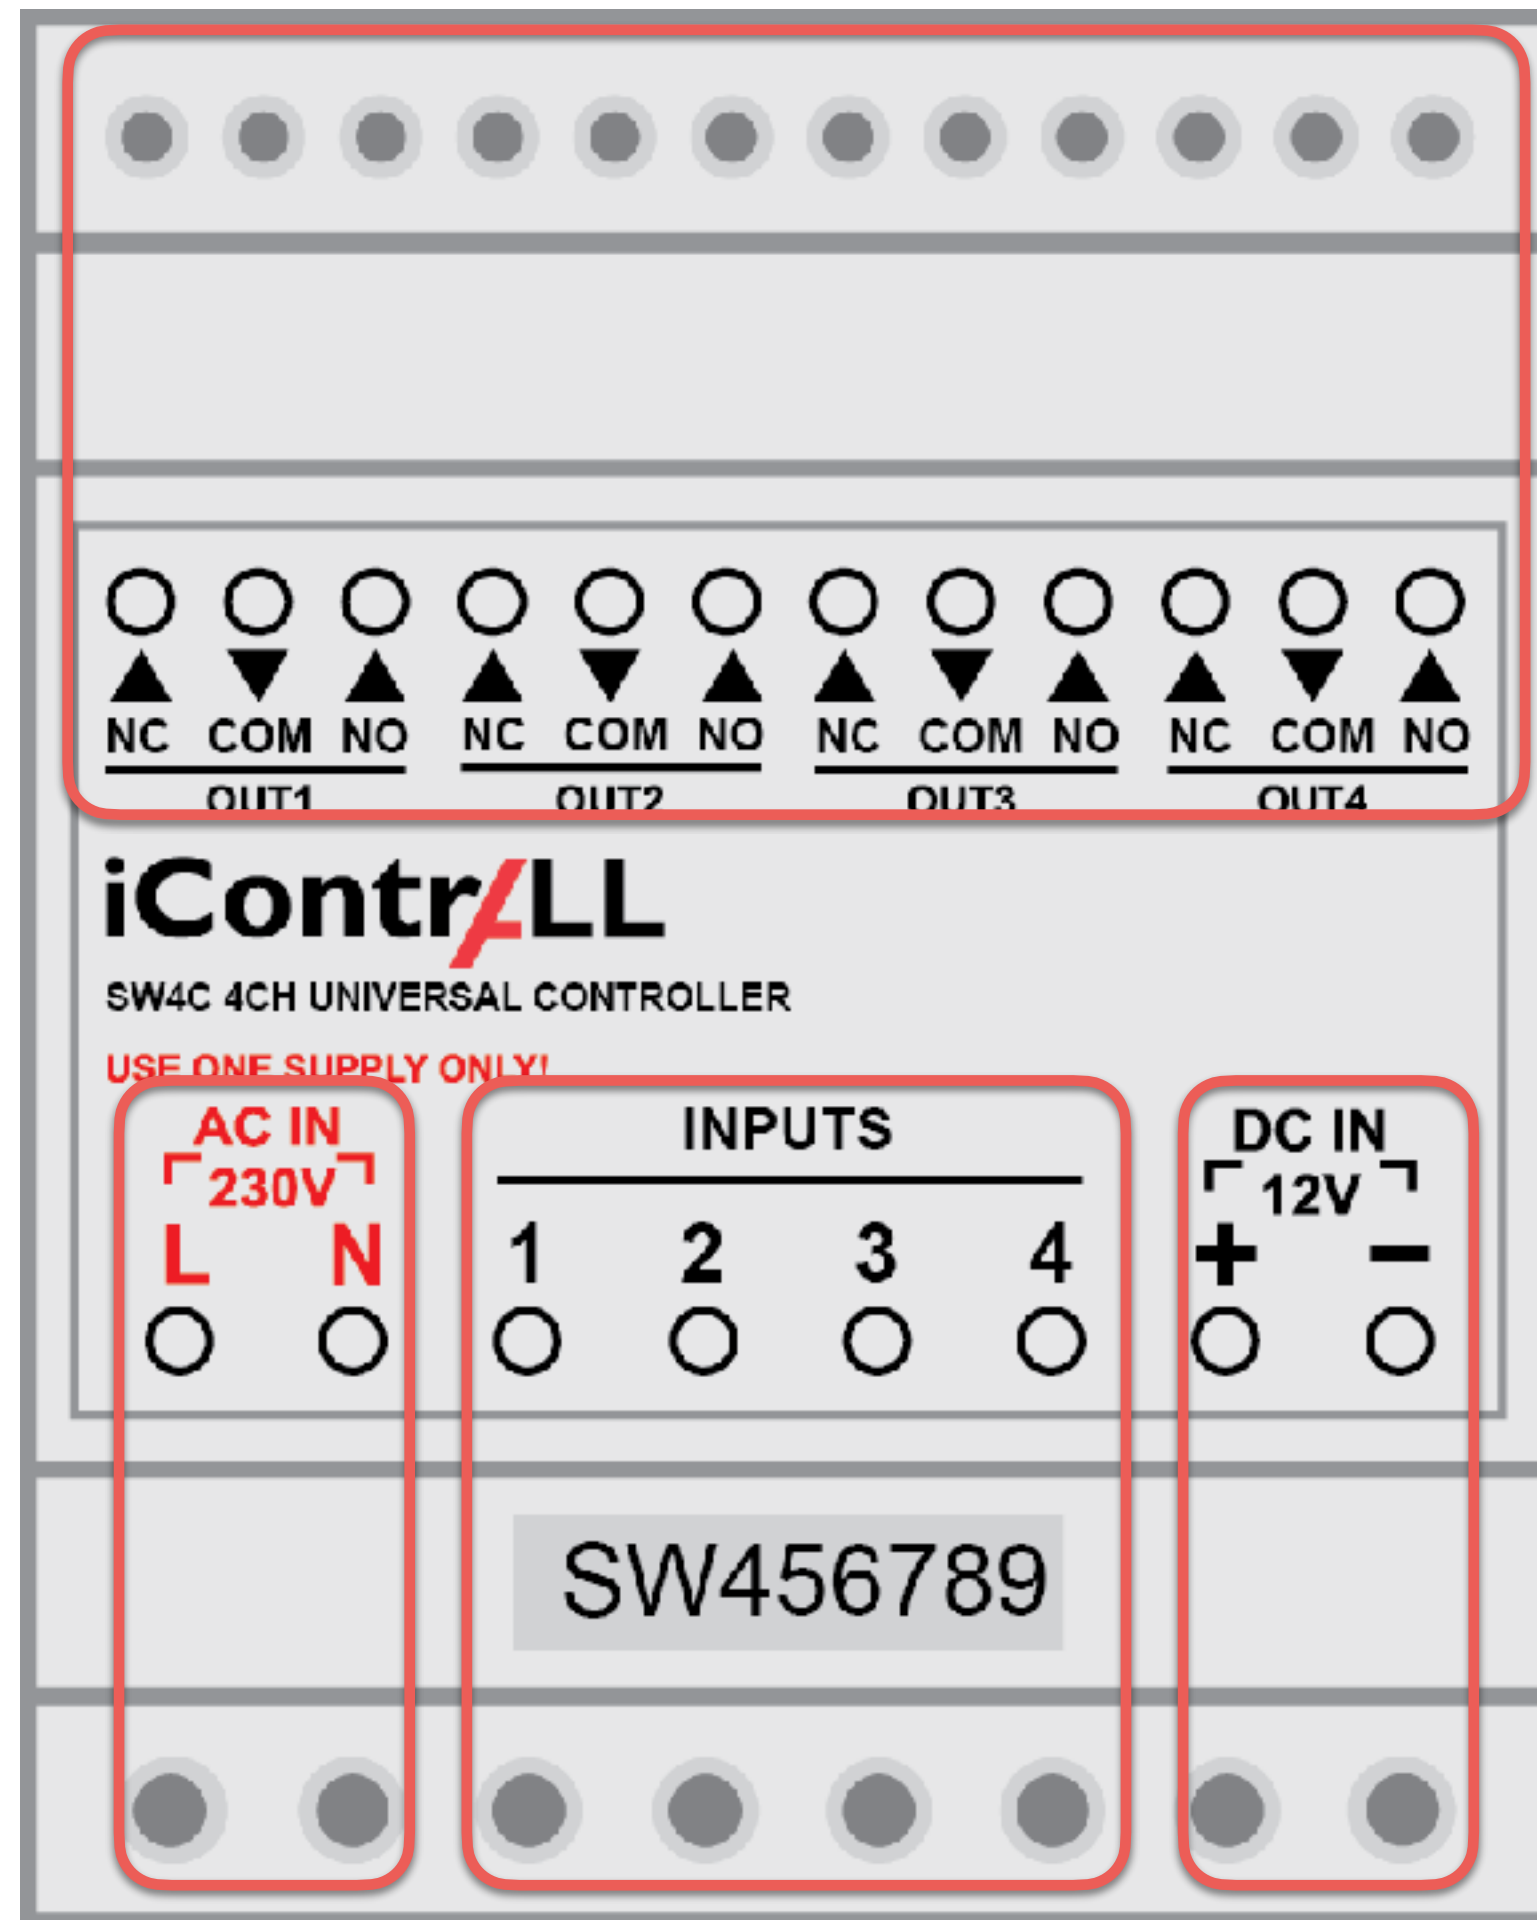 NC COM NO NC COM NO NC COM NO NC COM NO
OUT1 OUT2 OUT3 OUT4
iContrALL
SW4C 4CH UNIVERSAL CONTROLLER
USE ONE SUPPLY ONLY!
AC IN INPUTS DC IN
230V 12V
L N 1 2 3 4 + −
SW456789